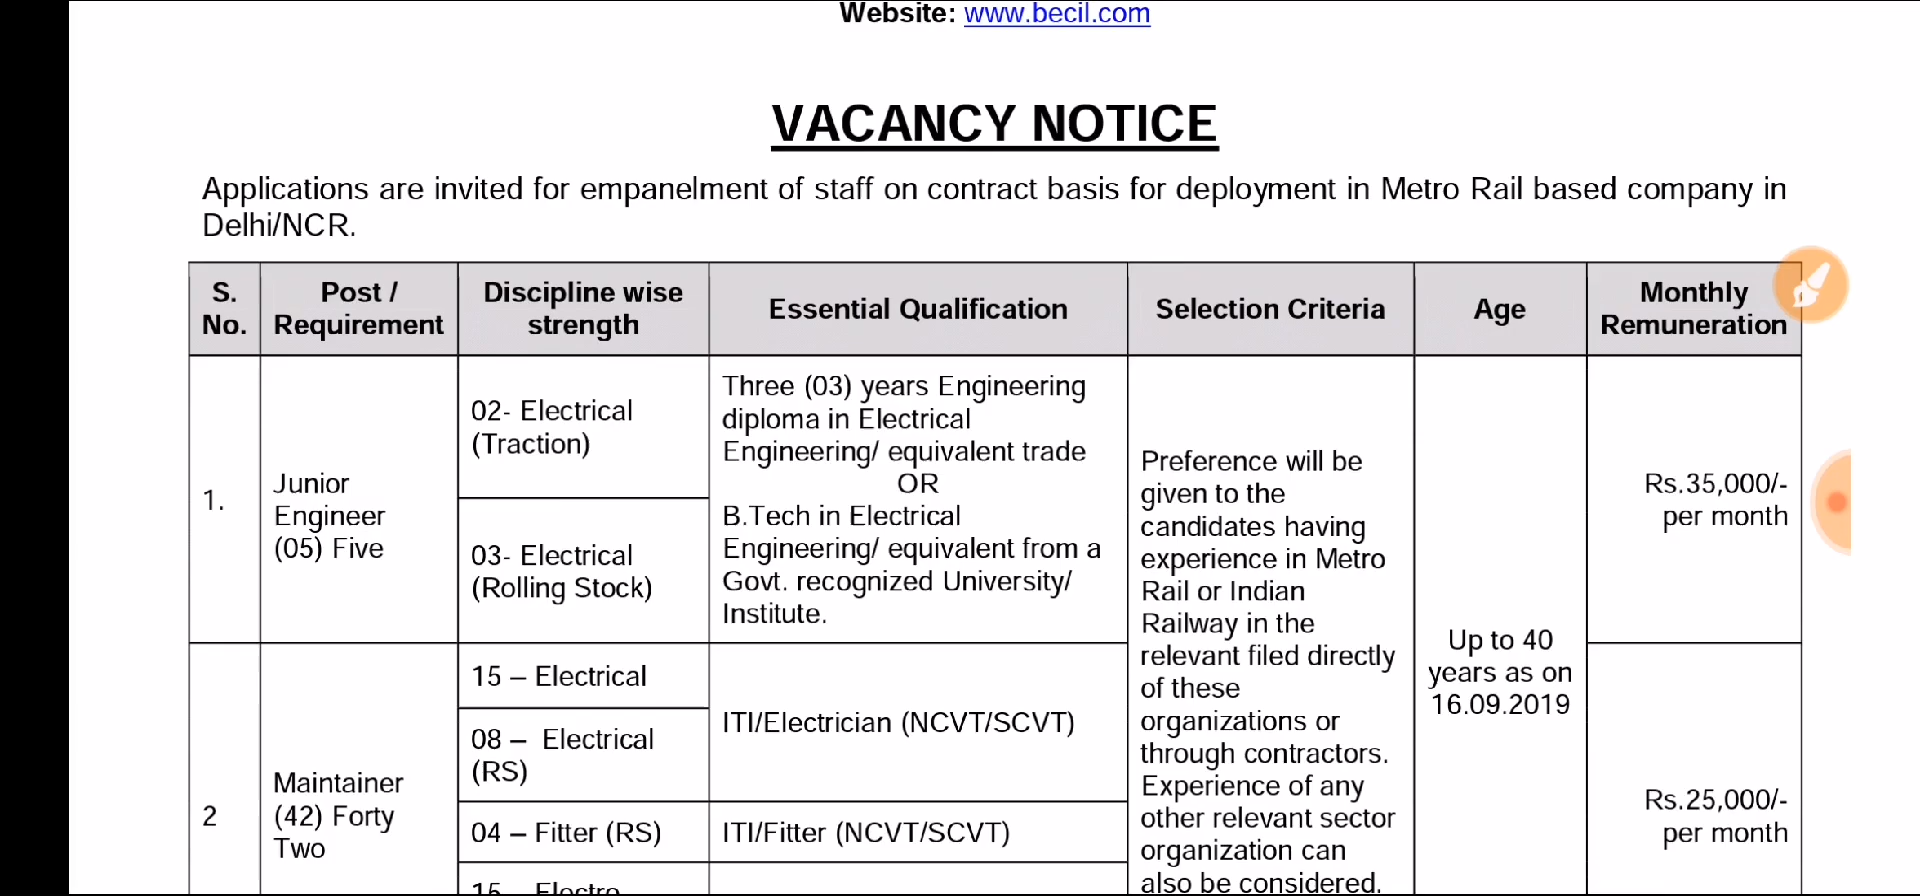 Website: www.becil.com
VACANCY NOTICE
Applications are invited for empanelment of staff on contract basis for deployment in Metro Rail based company in
Delhi/NCR.
S.
No.
Post /
Requirement
Discipline wise
strength
Essential Qualification
Selection Criteria
Age
Monthly
Remuneration
1.
Junior
Engineer
(05) Five
02- Electrical
(Traction)
03- Electrical
(Rolling Stock)
Three (03) years Engineering
diploma in Electrical
Engineering/ equivalent trade
OR
B.Tech in Electrical
Engineering/ equivalent from a
Govt. recognized University/
Institute.
Preference will be
given to the
candidates having
experience in Metro
Rail or Indian
Railway in the
relevant filed directly
of these
organizations or
through contractors.
Experience of any
other relevant sector
organization can
also be considered.
Up to 40
years as on
16.09.2019
Rs.35,000/-
per month
2
Maintainer
(42) Forty
Two
15 – Electrical
08 – Electrical
(RS)
04 – Fitter (RS)
ITI/Electrician (NCVT/SCVT)
ITI/Fitter (NCVT/SCVT)
Rs.25,000/-
per month